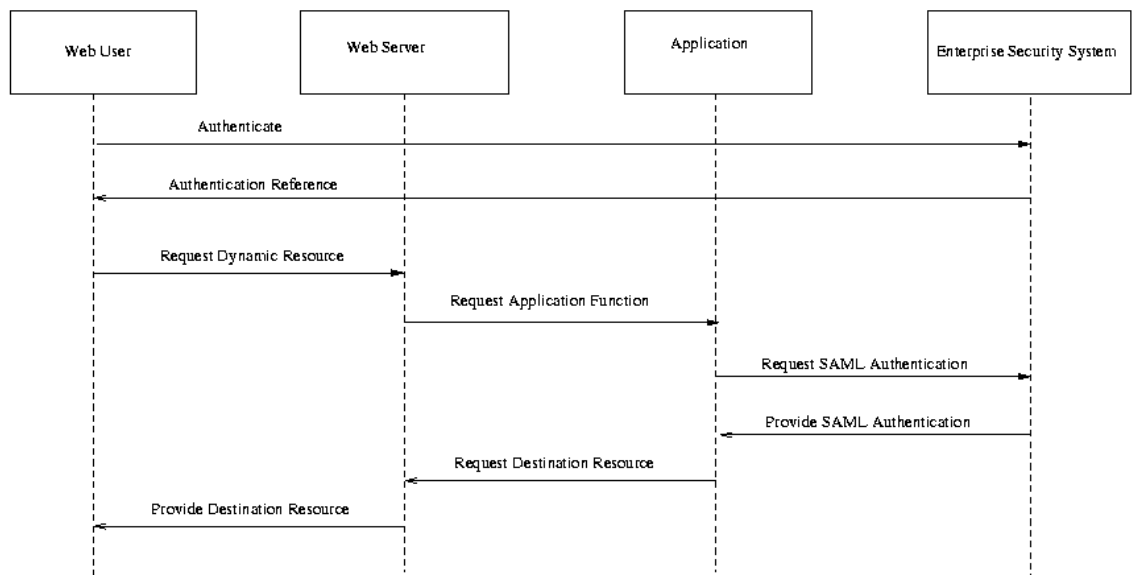 Web User
Web Server
Application
Enterprise Security System
Authenticate
Authentication Reference
Request Dynamic Resource
Request Application Function
Request SAML Authentication
Provide SAML Authentication
Request Destination Resource
Provide Destination Resource